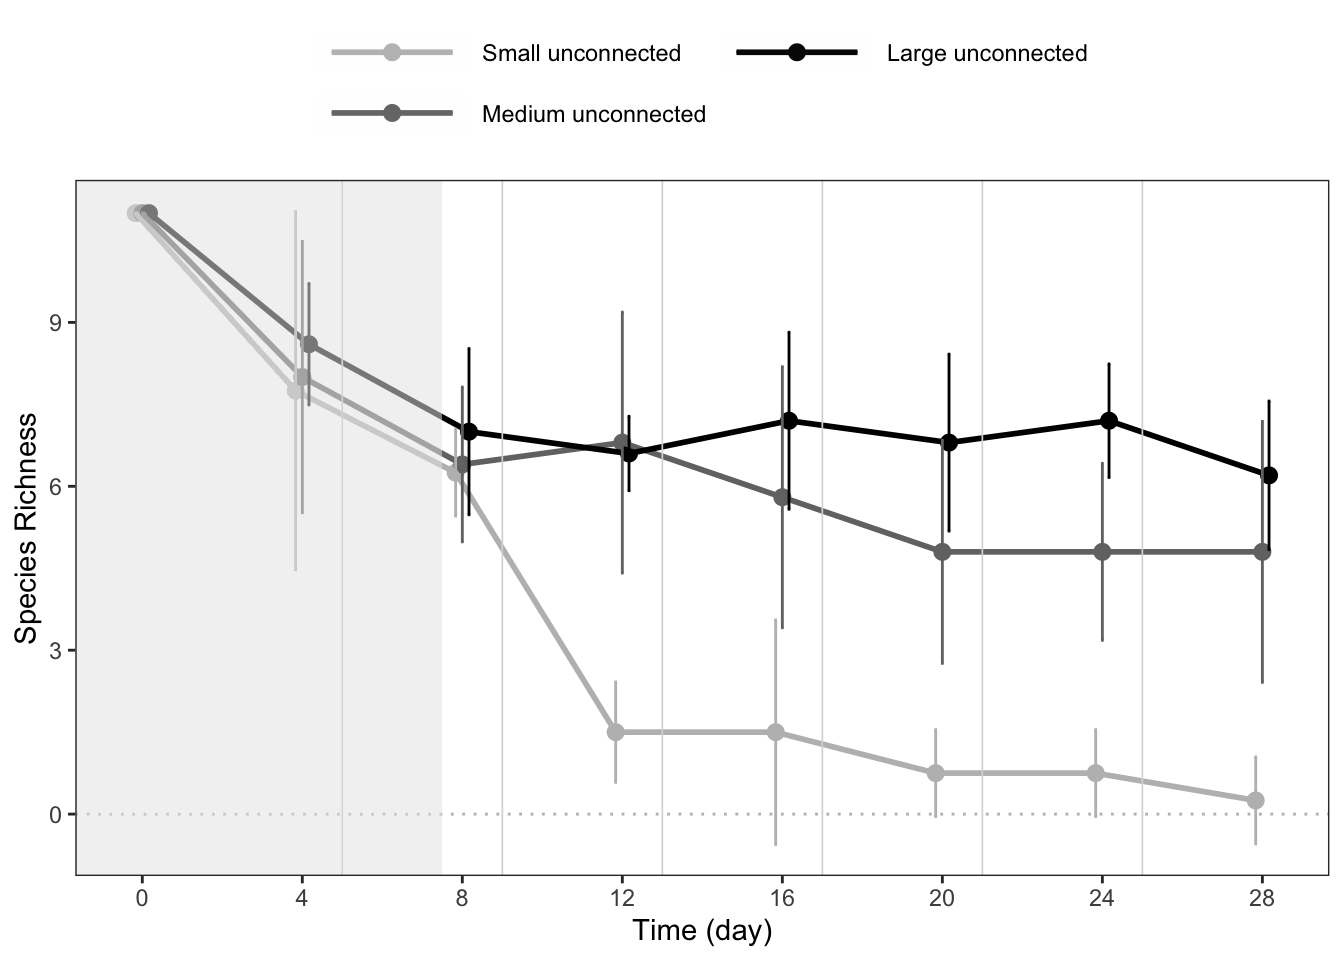 Small unconnected
Large unconnected
Medium unconnected
9
6
3
0
Species Richness
0 4 8 12 16 20 24 28
Time (day)